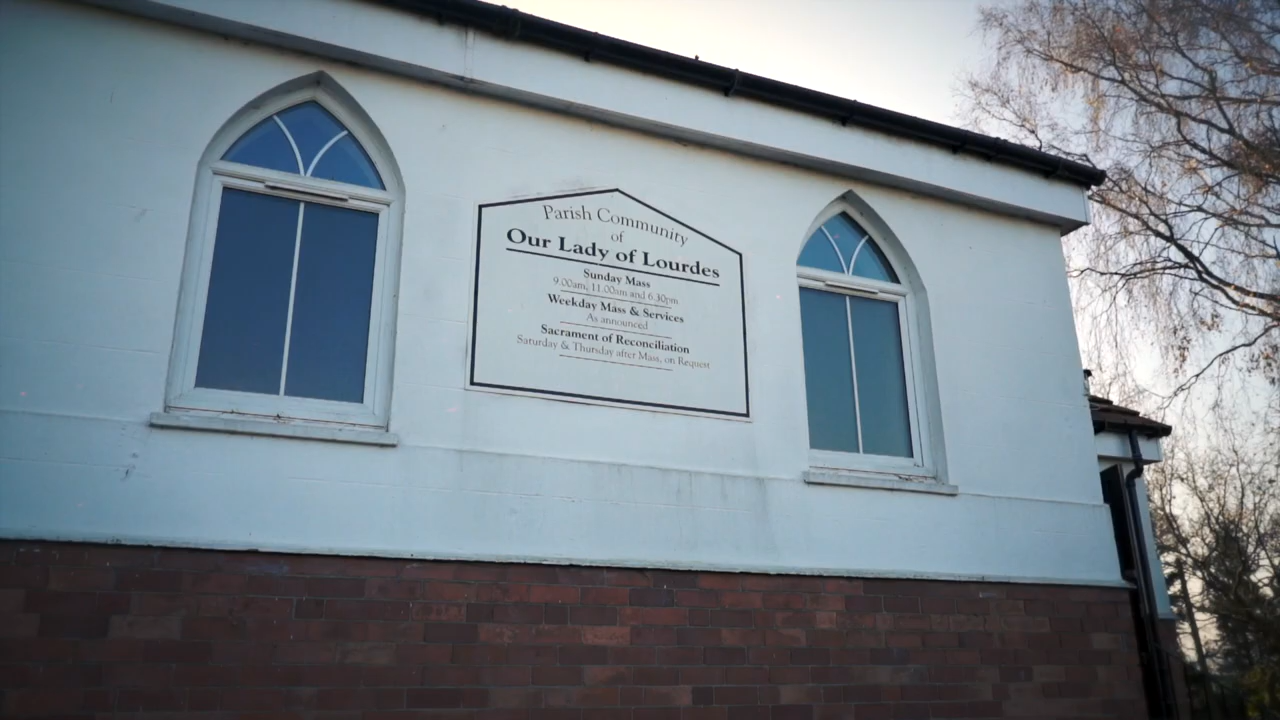 Parish Community
of
Our Lady of Lourdes
Sunday Mass
9.00am, 11.00am and 6.30pm
Weekday Mass & Services
As announced
Sacrament of Reconciliation
Saturday & Thursday after Mass, on Request